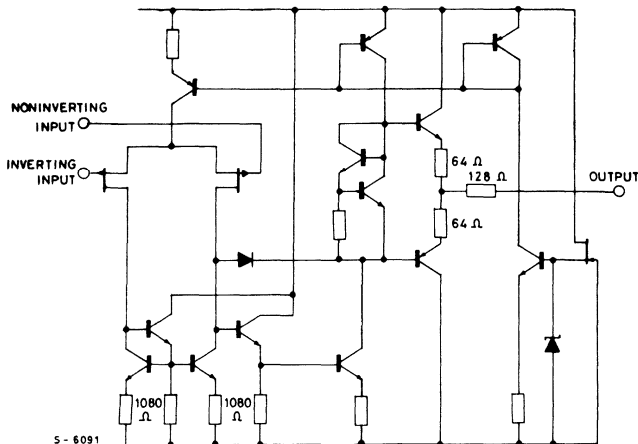 NONINVERTING
INPUT
INVERTING
INPUT
64 Ω
128 Ω
OUTPUT
64 Ω
1080
Ω
1080
Ω
S-6091